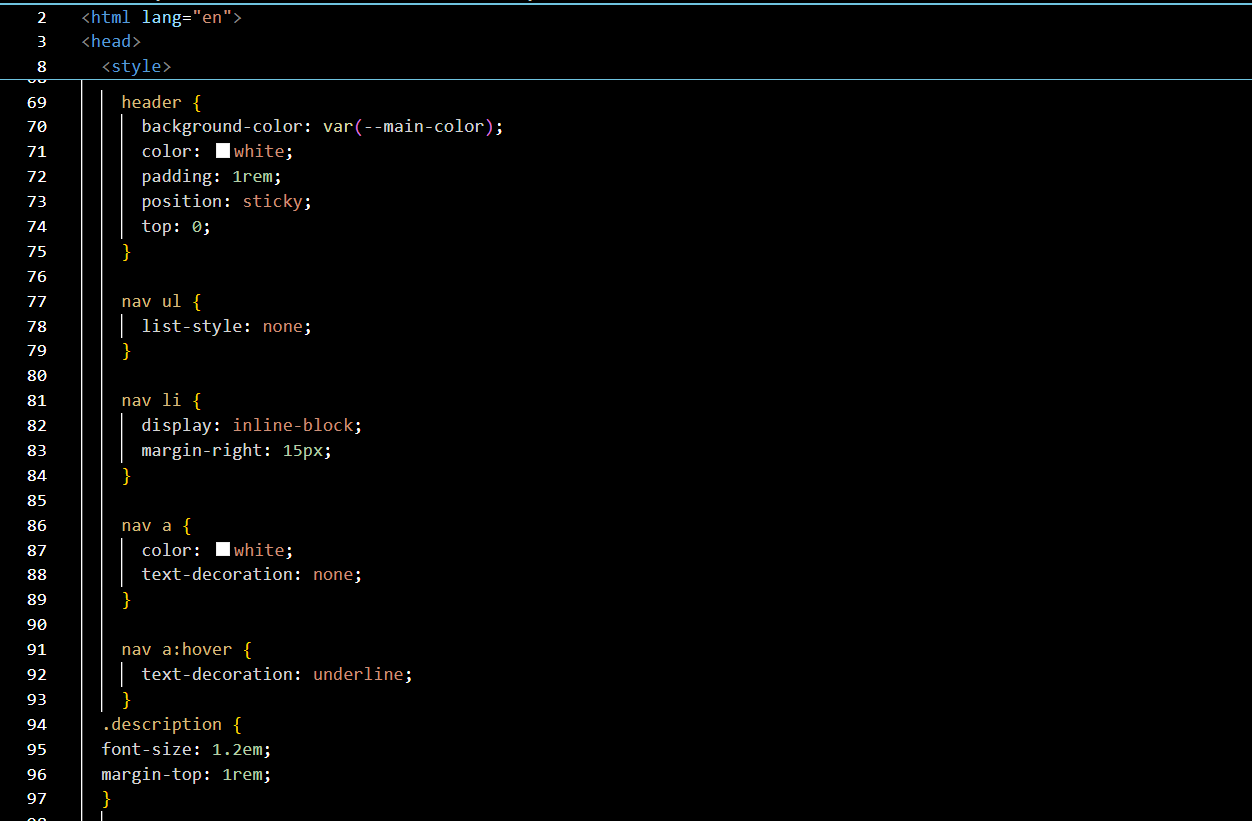 2 <html lang="en">
3 <head>
8 <style>
69 header {
70 background-color: var(--main-color);
71 color: white;
72 padding: 1rem;
73 position: sticky;
74 top: 0;
75 }
76
77 nav ul {
78 list-style: none;
79 }
80
81 nav li {
82 display: inline-block;
83 margin-right: 15px;
84 }
85
86 nav a {
87 color: white;
88 text-decoration: none;
89 }
90
91 nav a:hover {
92 text-decoration: underline;
93 }
94 .description {
95 font-size: 1.2em;
96 margin-top: 1rem;
97 }